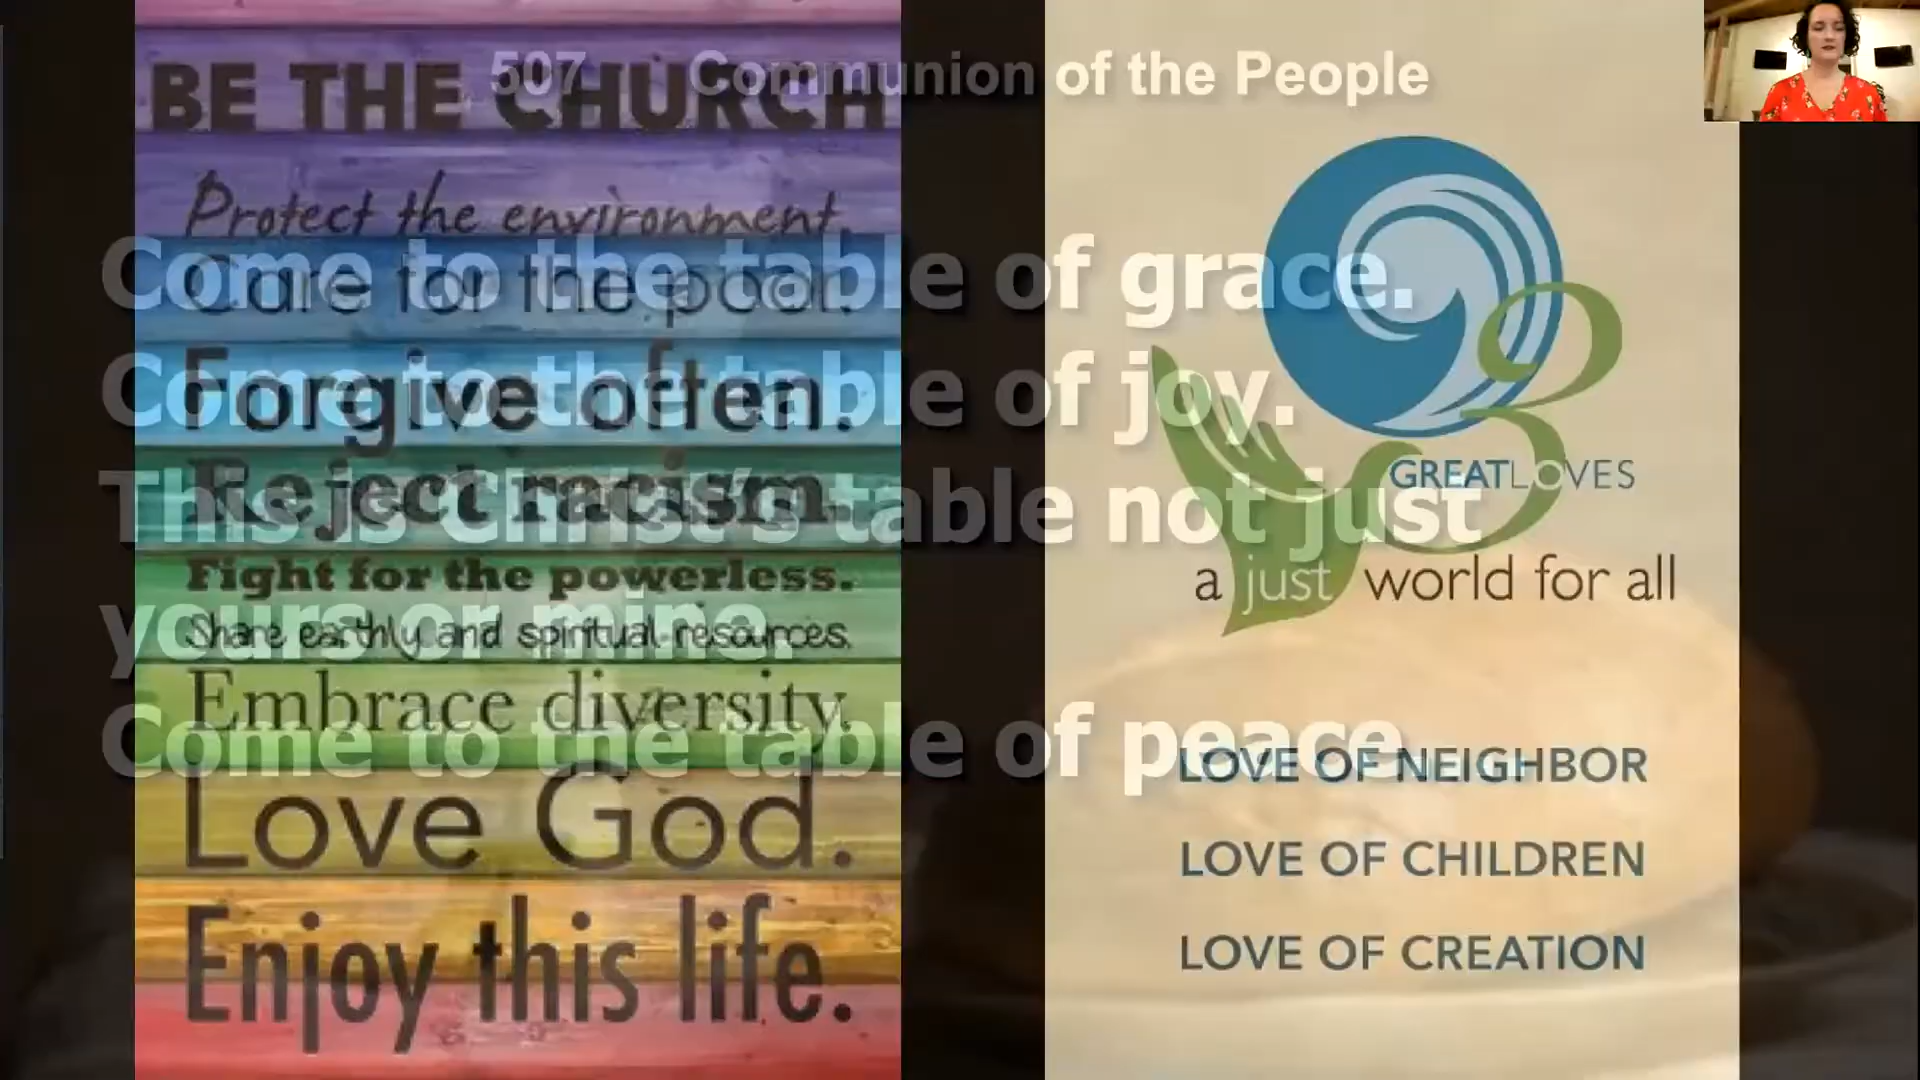 507 Communion of the People
Come to the table of grace.
Come to the table of joy.
This is Christ's table not just
yours or mine.
Come to the table of peace
BE THE CHURCH
Protect the environment.
Care for the poor.
Forgive often.
Reject racism.
Fight for the powerless.
Share earthly and spiritual resources.
Embrace diversity.
Love God.
Enjoy this life.
3
GREAT LOVES
a just world for all
LOVE OF NEIGHBOR
LOVE OF CHILDREN
LOVE OF CREATION